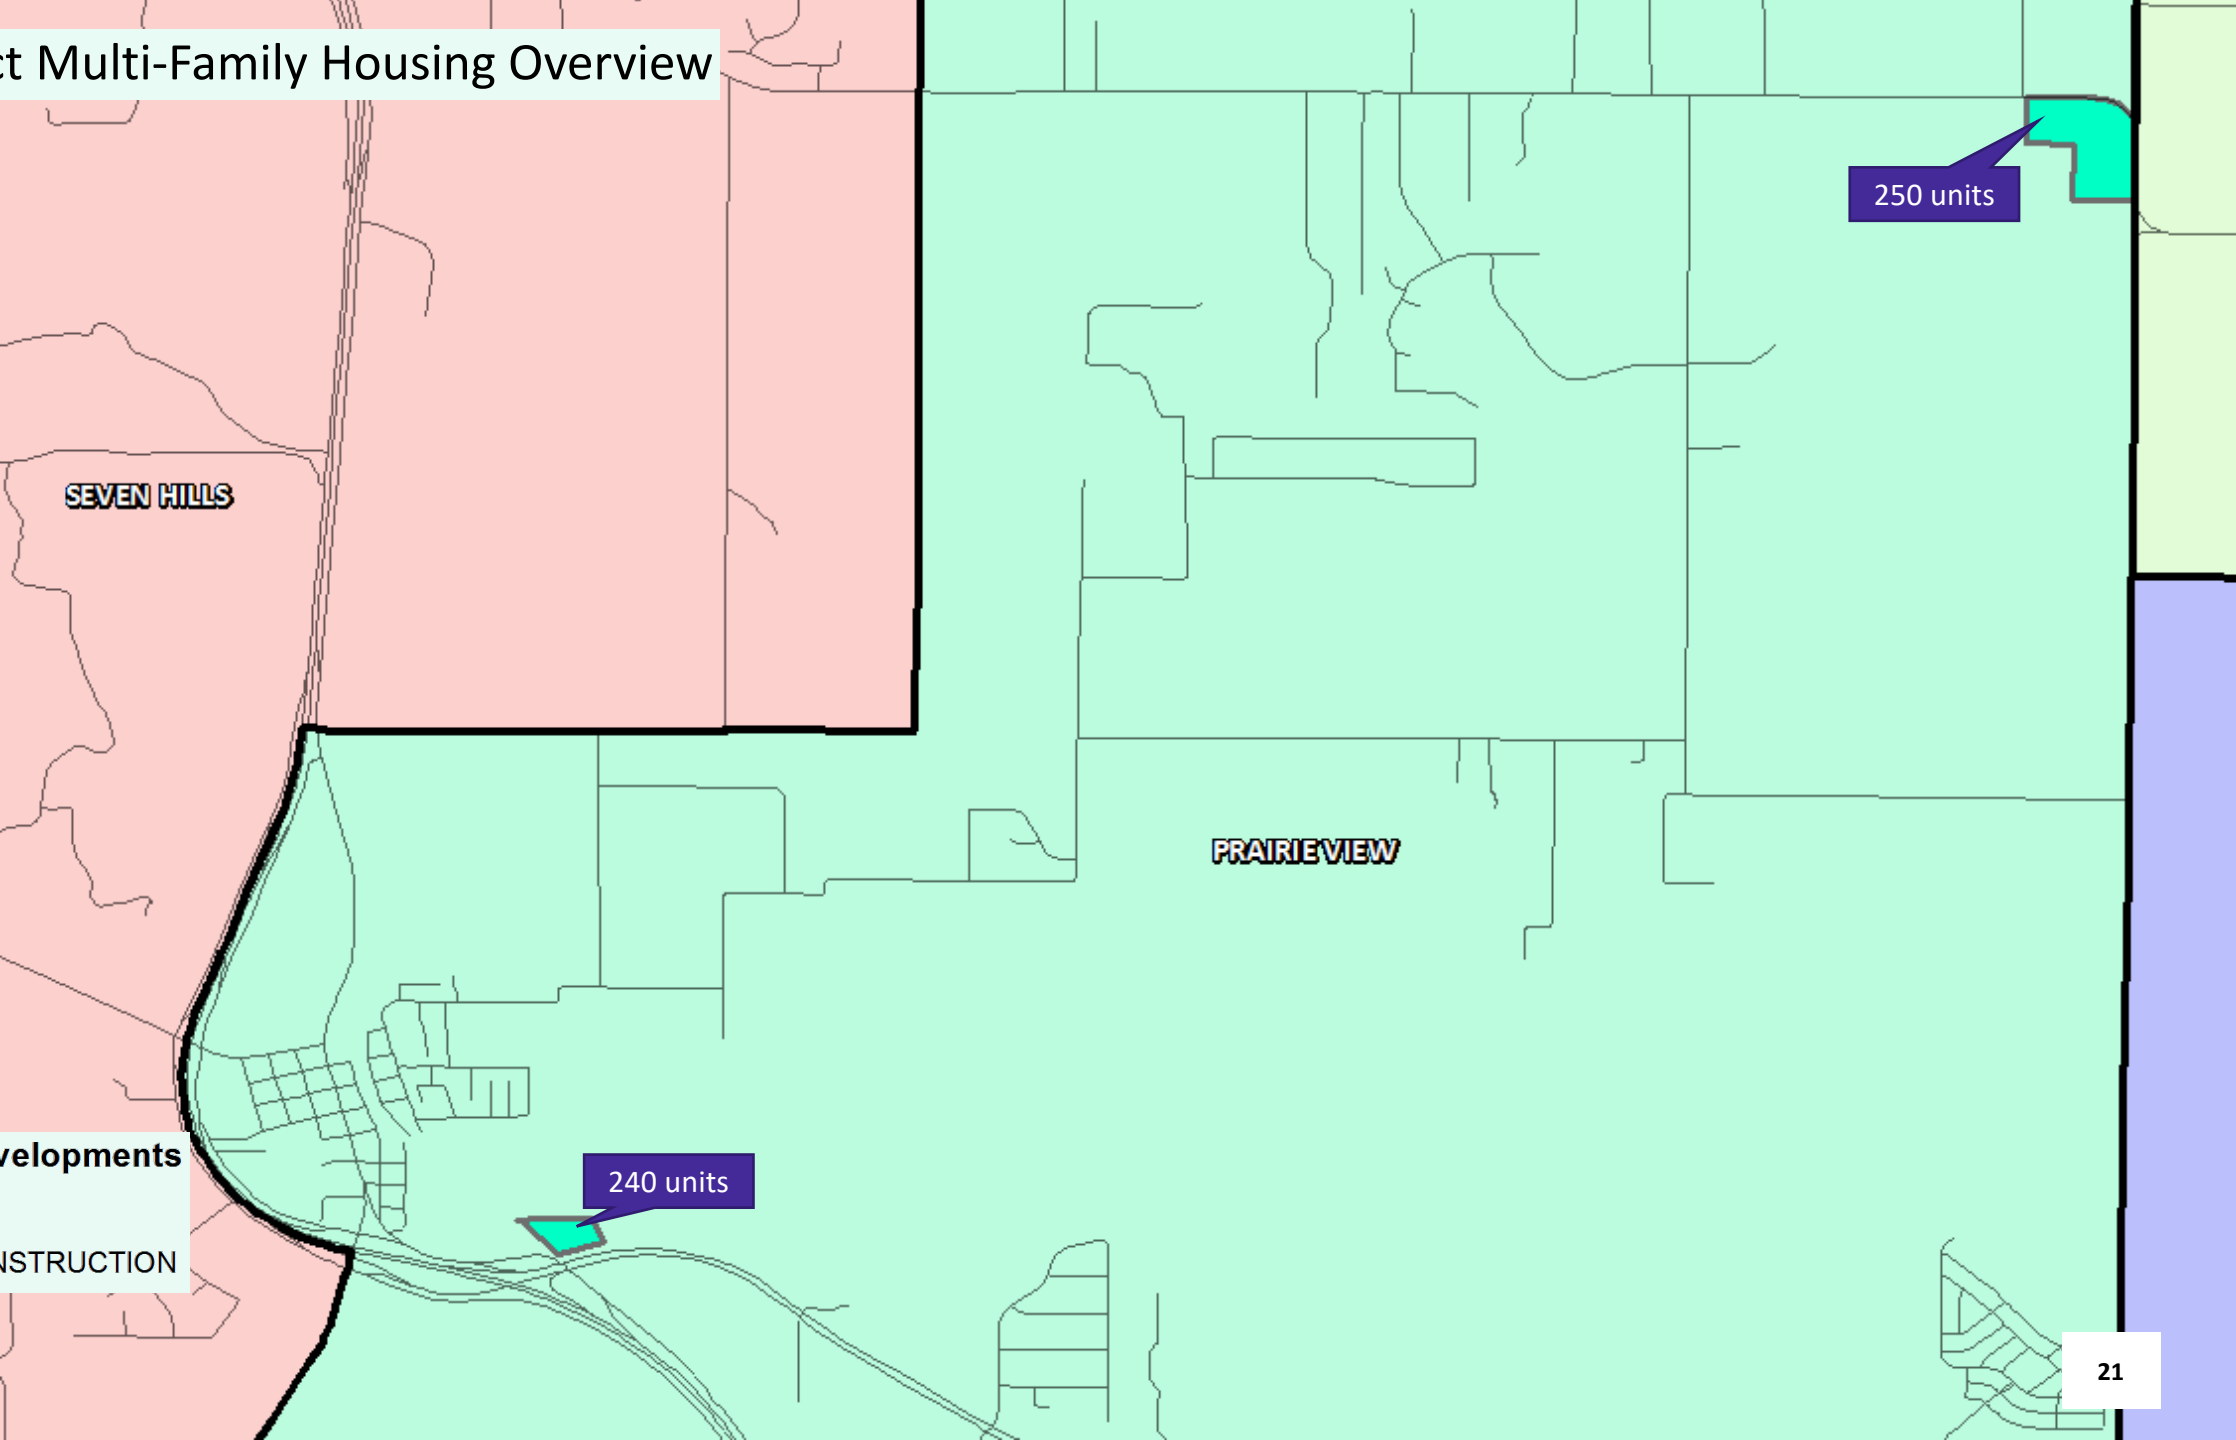 ct Multi-Family Housing Overview
250 units
SEVEN HILLS
PRAIRIE VIEW
velopments
240 units
NSTRUCTION
21